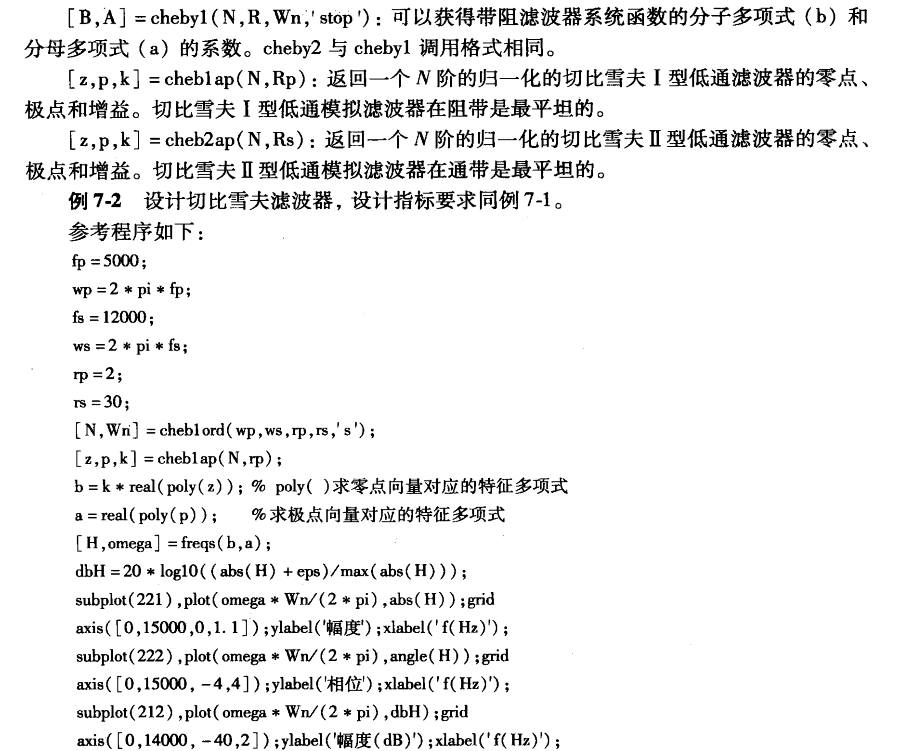 [B,A]=cheby1(N,R,Wn,'stop'): 可以获得带阻滤波器系统函数的分子多项式(b)和
分母多项式(a)的系数。cheby2 与 cheby1 调用格式相同。
[z,p,k]=cheb1ap(N,Rp): 返回一个 N 阶的归一化的切比雪夫Ⅰ型低通滤波器的零点、
极点和增益。切比雪夫Ⅰ型低通模拟滤波器在阻带是最平坦的。
[z,p,k]=cheb2ap(N,Rs): 返回一个 N 阶的归一化的切比雪夫Ⅱ型低通滤波器的零点、
极点和增益。切比雪夫Ⅱ型低通模拟滤波器在通带是最平坦的。
例 7-2 设计切比雪夫滤波器，设计指标要求同例 7-1。
参考程序如下：
fp=5000;
wp=2*pi*fp;
fs=12000;
ws=2*pi*fs;
rp=2;
rs=30;
[N,Wn]=cheb1ord(wp,ws,rp,rs,'s');
[z,p,k]=cheb1ap(N,rp);
b=k*real(poly(z)); % poly( )求零点向量对应的特征多项式
a=real(poly(p)); %求极点向量对应的特征多项式
[H,omega]=freqs(b,a);
dbH=20*log10((abs(H)+eps)/max(abs(H)));
subplot(221),plot(omega*Wn/(2*pi),abs(H));grid
axis([0,15000,0,1.1]);ylabel('幅度');xlabel('f(Hz)');
subplot(222),plot(omega*Wn/(2*pi),angle(H));grid
axis([0,15000,-4,4]);ylabel('相位');xlabel('f(Hz)');
subplot(212),plot(omega*Wn/(2*pi),dbH);grid
axis([0,14000,-40,2]);ylabel('幅度(dB)');xlabel('f(Hz)');